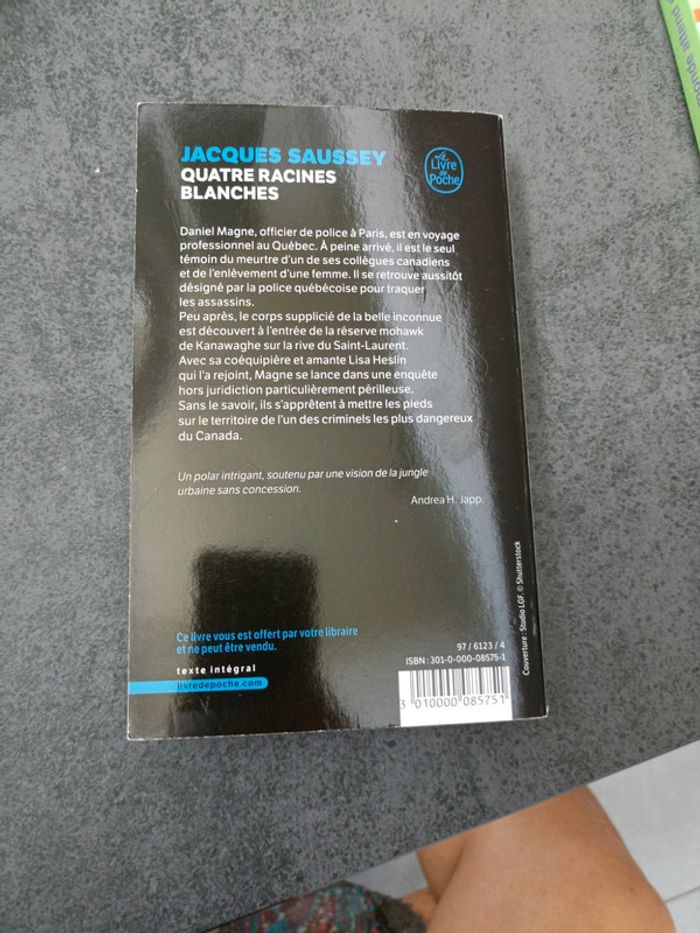 JACQUES SAUSSEY
QUATRE RACINES
BLANCHES
Le
Livre
de
Poche
Daniel Magne, officier de police à Paris, est en voyage
professionnel au Québec. À peine arrivé, il est le seul
témoin du meurtre d'un de ses collègues canadiens
et de l'enlèvement d'une femme. Il se retrouve aussitôt
désigné par la police québécoise pour traquer
les assassins.
Peu après, le corps supplicié de la belle inconnue
est découvert à l'entrée de la réserve mohawk
de Kanawaghe sur la rive du Saint-Laurent.
Avec sa coéquipière et amante Lisa Heslin
qui l'a rejoint, Magne se lance dans une enquête
hors juridiction particulièrement périlleuse.
Sans le savoir, ils s'apprêtent à mettre les pieds
sur le territoire de l'un des criminels les plus dangereux
du Canada.
Un polar intrigant, soutenu par une vision de la jungle
urbaine sans concession.
Andrea H. Japp.
Ce livre vous est offert par votre libraire
et ne peut être vendu.
texte intégral
livredepoche.com
97 / 6123 / 4
ISBN : 301-0-000-08575-1
3 010000 085751
Couverture : Studio LGF. © Shutterstock
onde attend